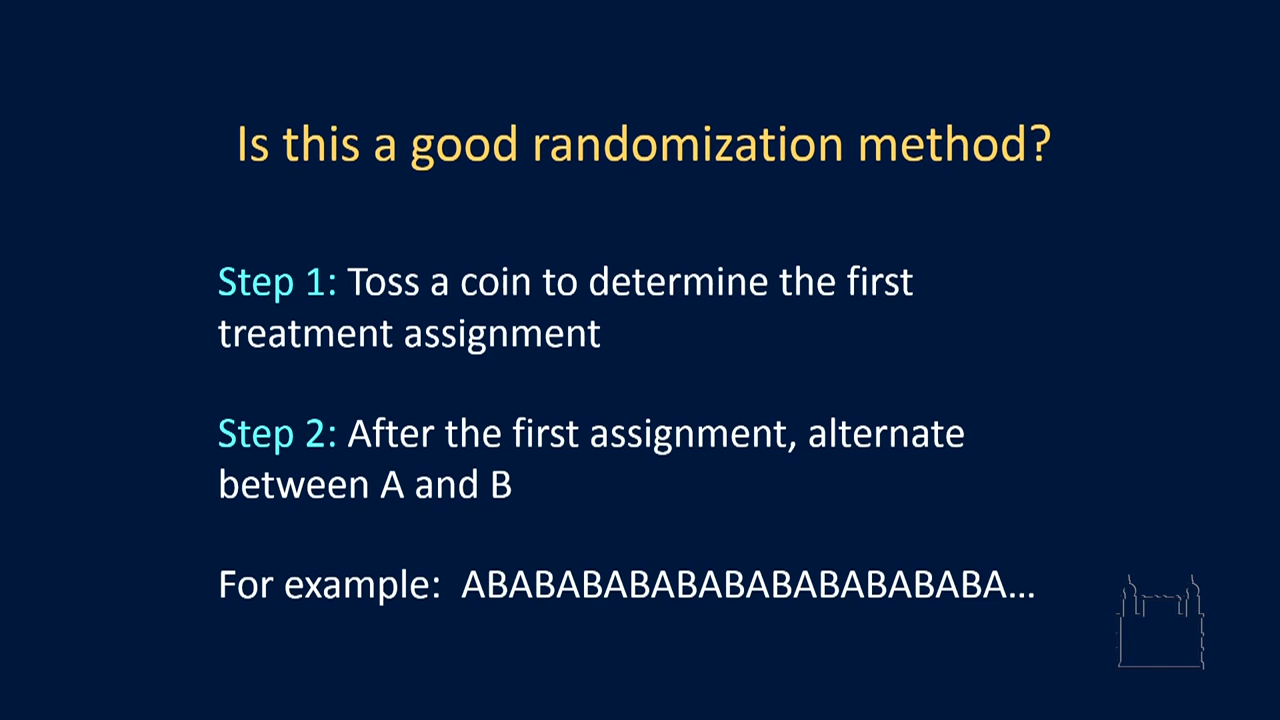 Is this a good randomization method?
Step 1: Toss a coin to determine the first
treatment assignment
Step 2: After the first assignment, alternate
between A and B
For example:  ABABABABABABABABABABABA...